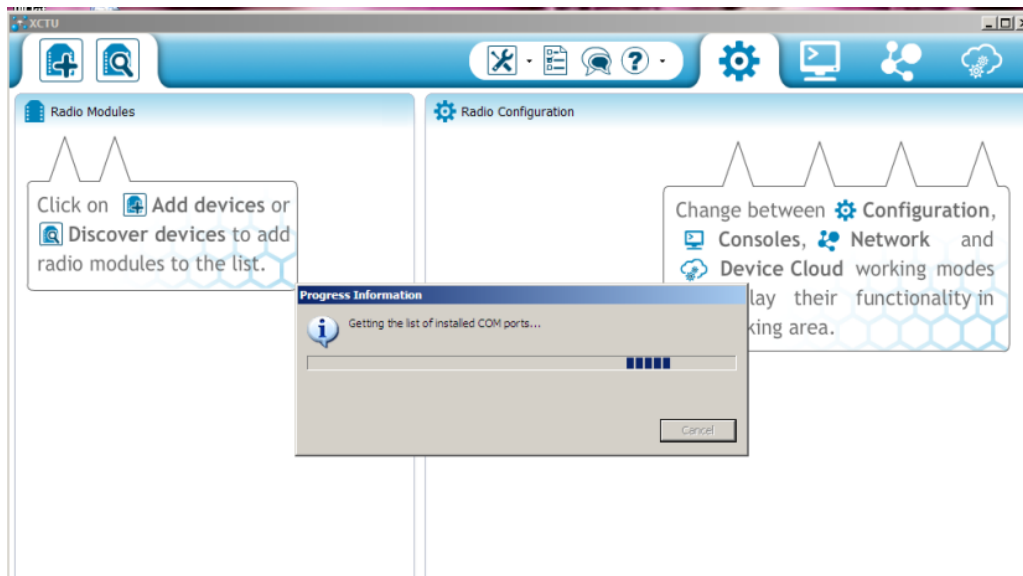 XCTU
Radio Modules
Radio Configuration
Click on Add devices or
Discover devices to add
radio modules to the list.
Change between Configuration,
Consoles, Network and
Device Cloud working modes
lay their functionality in
king area.
Progress Information
Getting the list of installed COM ports...
Cancel